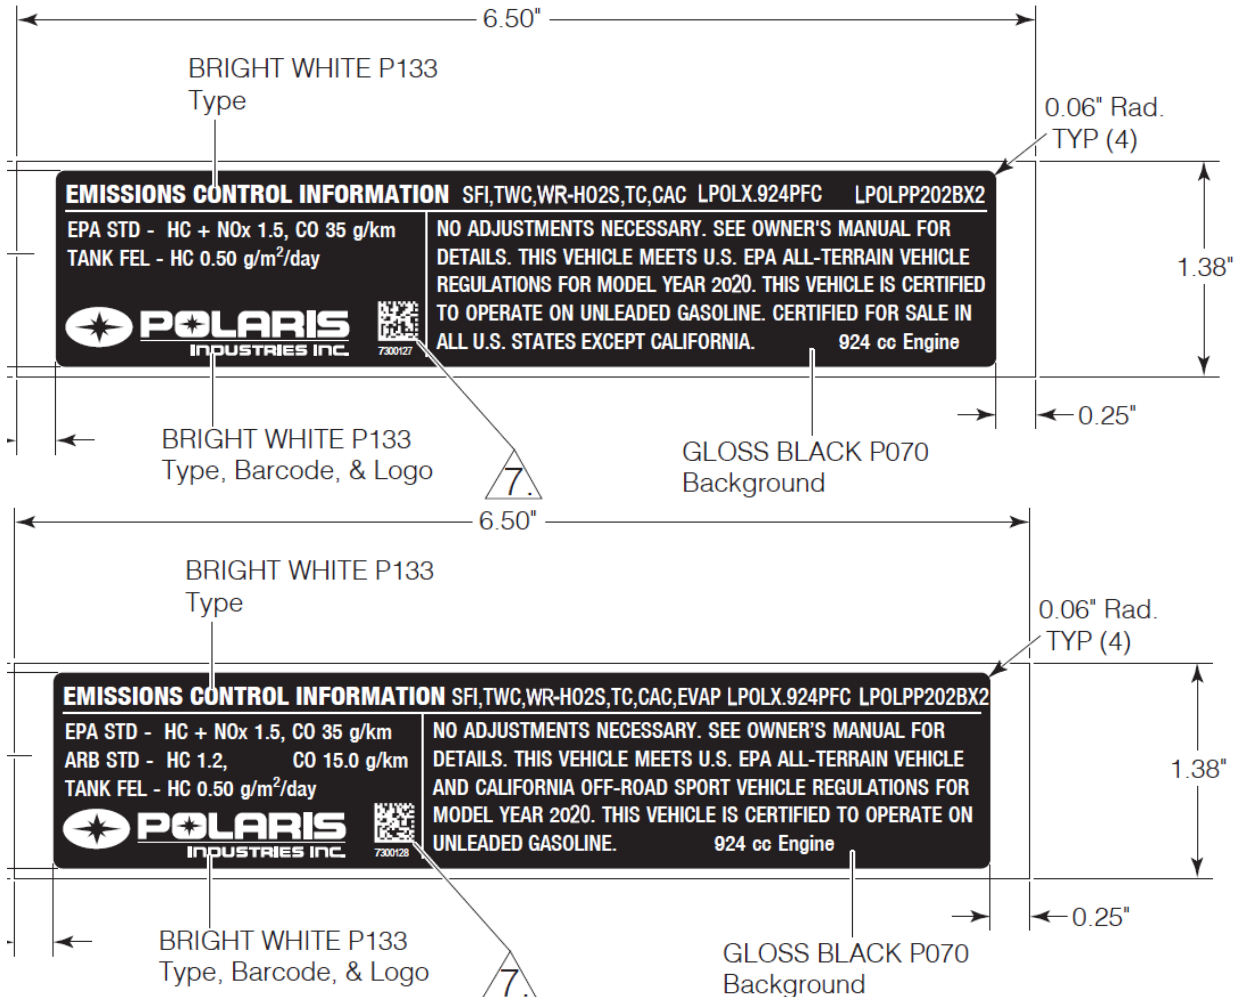 6.50"
BRIGHT WHITE P133
Type
0.06" Rad.
TYP (4)
EMISSIONS CONTROL INFORMATION SFI,TWC,WR-HO2S,TC,CAC LPOLX.924PFC LPOLPP202BX2
EPA STD - HC + NOx 1.5, CO 35 g/km
TANK FEL - HC 0.50 g/m²/day
POLARIS
INDUSTRIES INC.
7300127
NO ADJUSTMENTS NECESSARY. SEE OWNER'S MANUAL FOR
DETAILS. THIS VEHICLE MEETS U.S. EPA ALL-TERRAIN VEHICLE
REGULATIONS FOR MODEL YEAR 2020. THIS VEHICLE IS CERTIFIED
TO OPERATE ON UNLEADED GASOLINE. CERTIFIED FOR SALE IN
ALL U.S. STATES EXCEPT CALIFORNIA. 924 cc Engine
1.38"
0.25"
BRIGHT WHITE P133
Type, Barcode, & Logo
7.
GLOSS BLACK P070
Background
6.50"
BRIGHT WHITE P133
Type
0.06" Rad.
TYP (4)
EMISSIONS CONTROL INFORMATION SFI,TWC,WR-HO2S,TC,CAC,EVAP LPOLX.924PFC LPOLPP202BX2
EPA STD - HC + NOx 1.5, CO 35 g/km
ARB STD - HC 1.2, CO 15.0 g/km
TANK FEL - HC 0.50 g/m²/day
POLARIS
INDUSTRIES INC.
7300128
NO ADJUSTMENTS NECESSARY. SEE OWNER'S MANUAL FOR
DETAILS. THIS VEHICLE MEETS U.S. EPA ALL-TERRAIN VEHICLE
AND CALIFORNIA OFF-ROAD SPORT VEHICLE REGULATIONS FOR
MODEL YEAR 2020. THIS VEHICLE IS CERTIFIED TO OPERATE ON
UNLEADED GASOLINE. 924 cc Engine
1.38"
0.25"
BRIGHT WHITE P133
Type, Barcode, & Logo
7.
GLOSS BLACK P070
Background